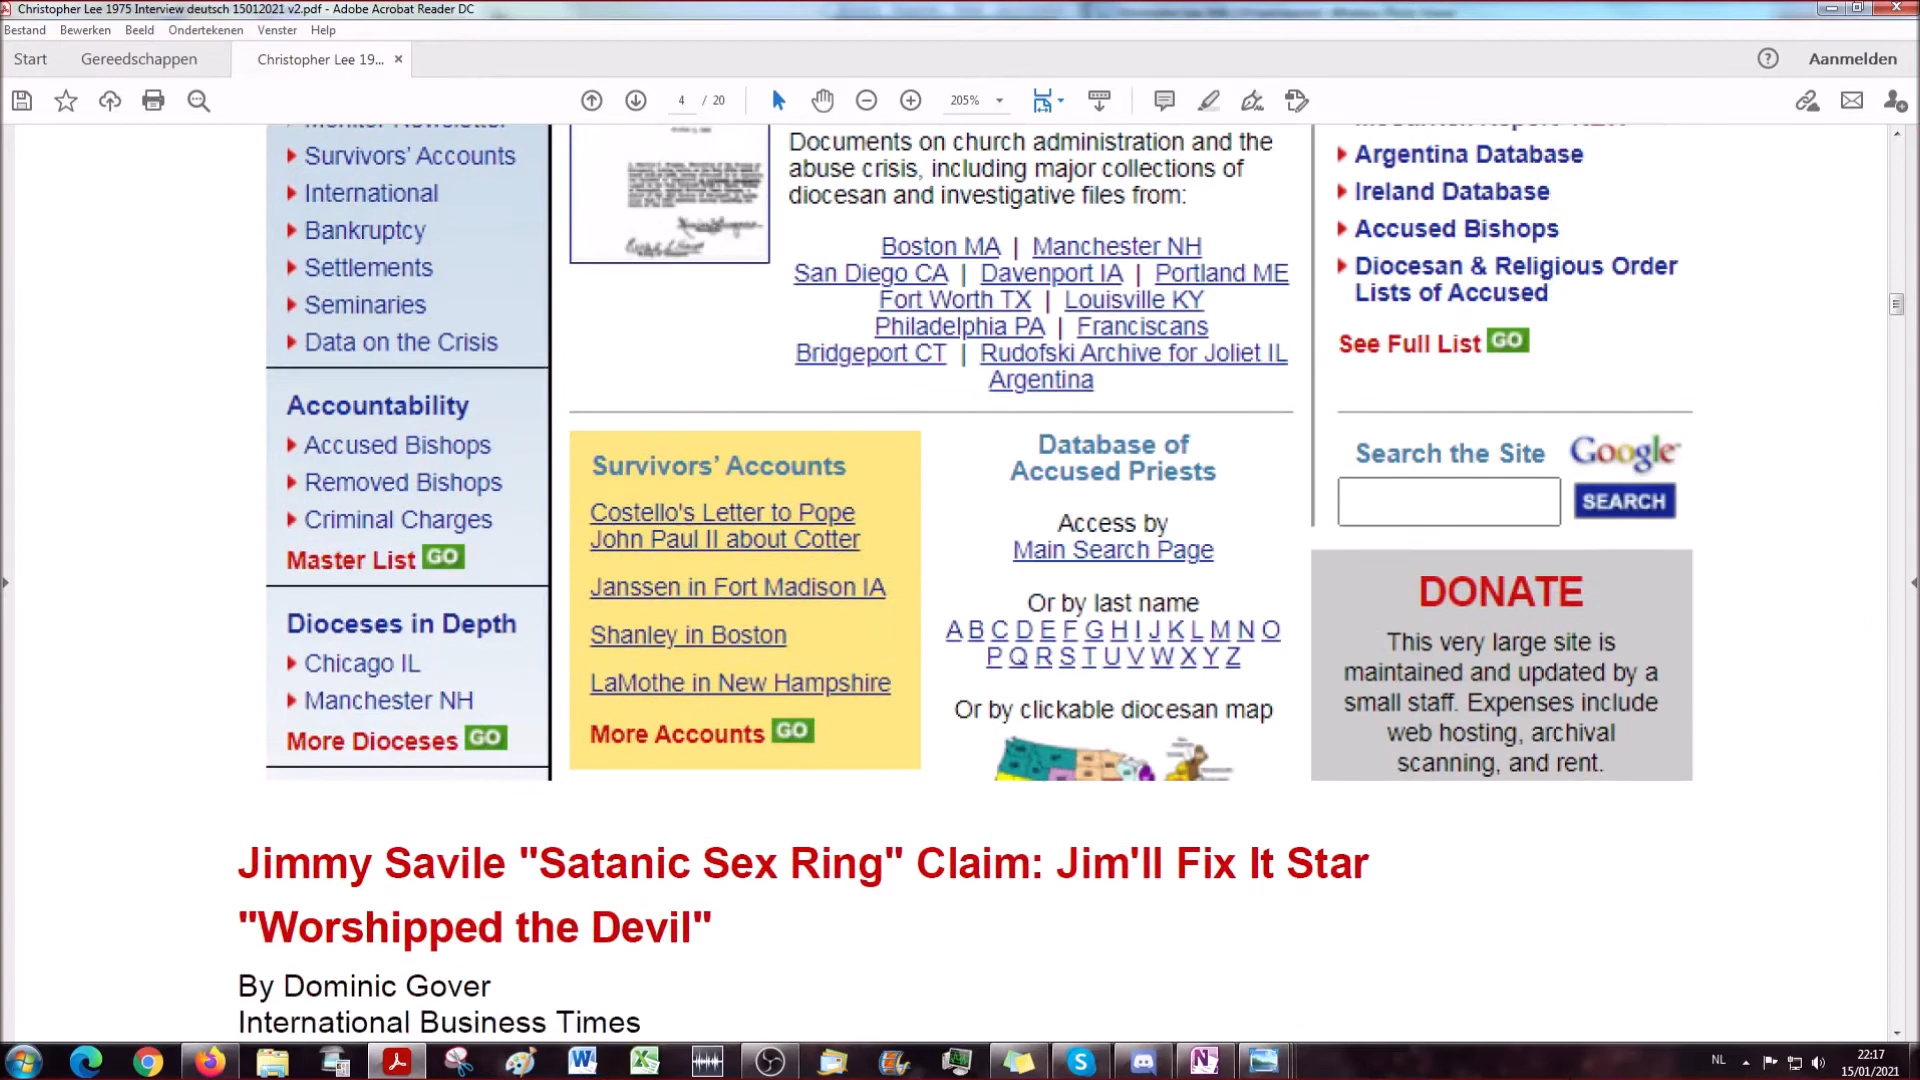 Christopher Lee 1975 Interview deutsch 15012021 v2.pdf - Adobe Acrobat Reader DC
Bestand Bewerken Beeld Ondertekenen Venster Help
Start Gereedschappen Christopher Lee 19... × Aanmelden
4 / 20 205%
Monitor Newsletter
Survivors' Accounts
International
Bankruptcy
Settlements
Seminaries
Data on the Crisis
Accountability
Accused Bishops
Removed Bishops
Criminal Charges
Master List GO
Dioceses in Depth
Chicago IL
Manchester NH
More Dioceses GO
Documents on church administration and the
abuse crisis, including major collections of
diocesan and investigative files from:
Boston MA | Manchester NH
San Diego CA | Davenport IA | Portland ME
Fort Worth TX | Louisville KY
Philadelphia PA | Franciscans
Bridgeport CT | Rudofski Archive for Joliet IL
Argentina
Survivors' Accounts
Costello's Letter to Pope
John Paul II about Cotter
Janssen in Fort Madison IA
Shanley in Boston
LaMothe in New Hampshire
More Accounts GO
Database of
Accused Priests
Access by
Main Search Page
Or by last name
A B C D E F G H I J K L M N O
P Q R S T U V W X Y Z
Or by clickable diocesan map
Argentina Database
Ireland Database
Accused Bishops
Diocesan & Religious Order
Lists of Accused
See Full List GO
Search the Site Google
SEARCH
DONATE
This very large site is
maintained and updated by a
small staff. Expenses include
web hosting, archival
scanning, and rent.
Jimmy Savile "Satanic Sex Ring" Claim: Jim'll Fix It Star
"Worshipped the Devil"
By Dominic Gover
International Business Times
NL
22:17
15/01/2021